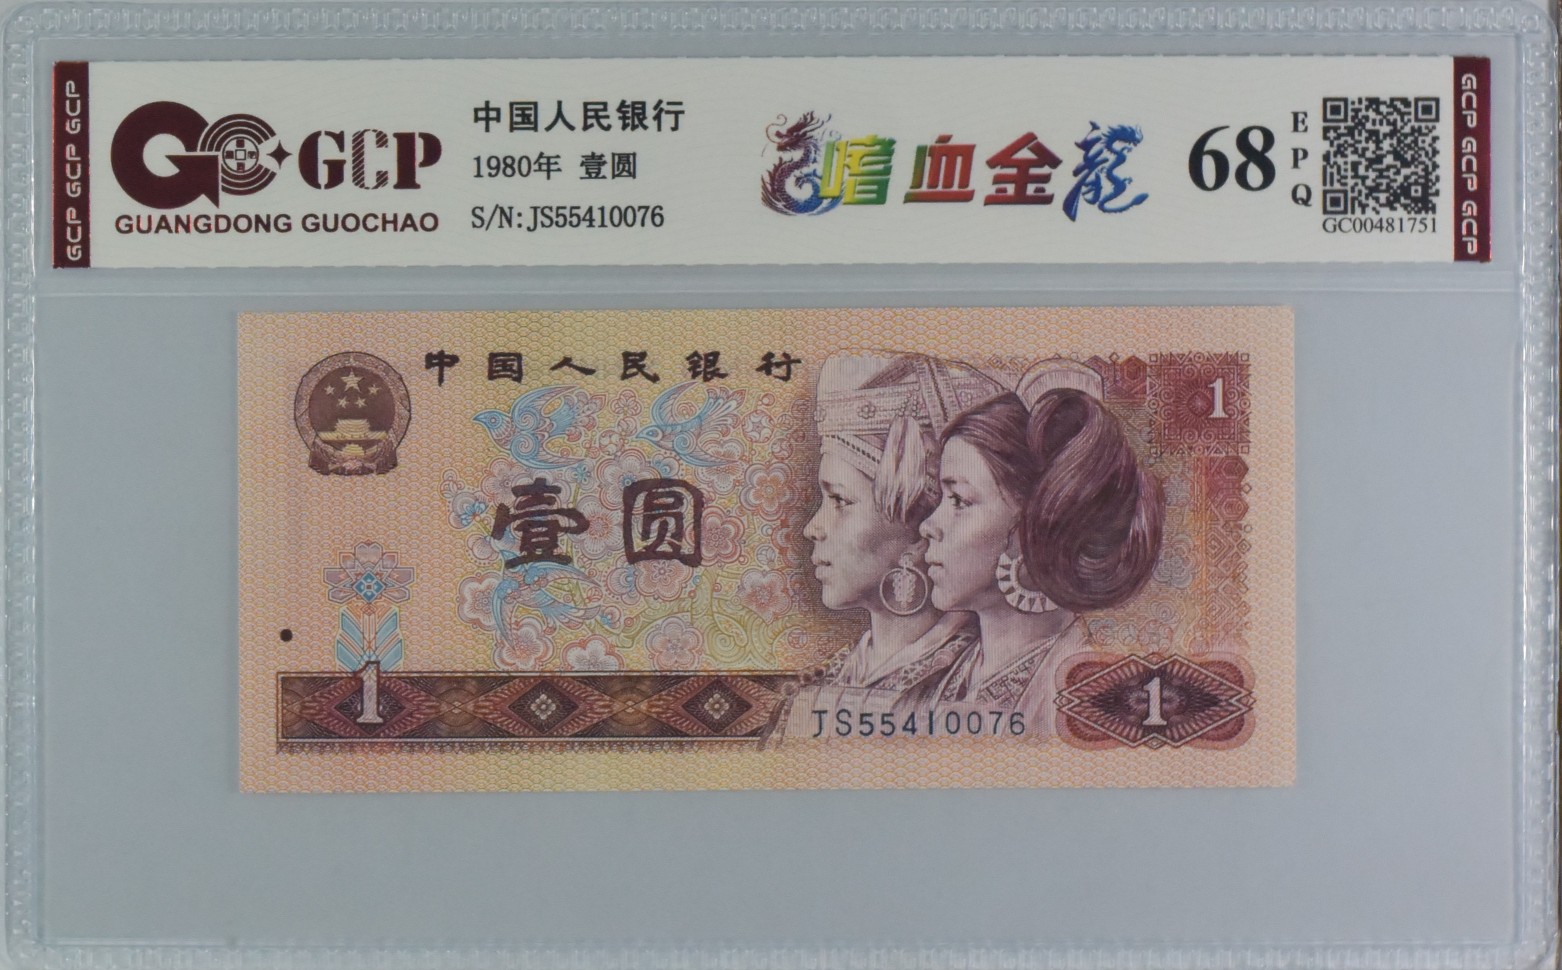 GCP GCP GCP
GCP
GUANGDONG GUOCHAO
中国人民银行
1980年 壹圆
S/N:JS55410076
嗜血金龍
68
EPQ
GC00481751
GCP GCP GCP
中国人民银行
1
壹圆
1
1
JS55410076